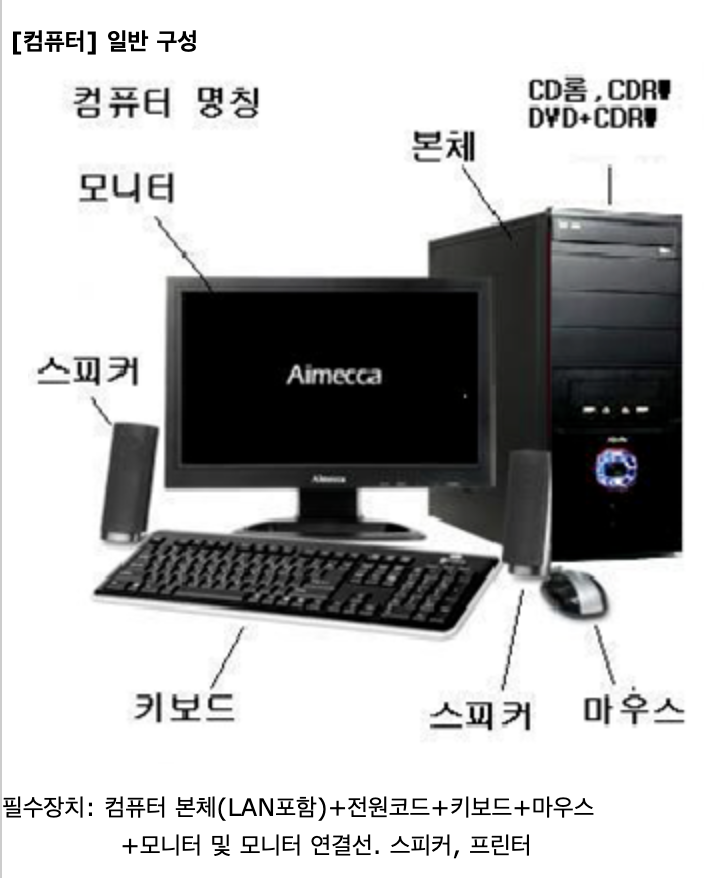 [컴퓨터] 일반 구성
컴퓨터 명칭
CD롬,CDRW
DVD+CDRW
본체
모니터
스피커
Aimecca
Aimecca
키보드
스피커
마우스
필수장치: 컴퓨터 본체(LAN포함)+전원코드+키보드+마우스
+모니터 및 모니터 연결선. 스피커, 프린터